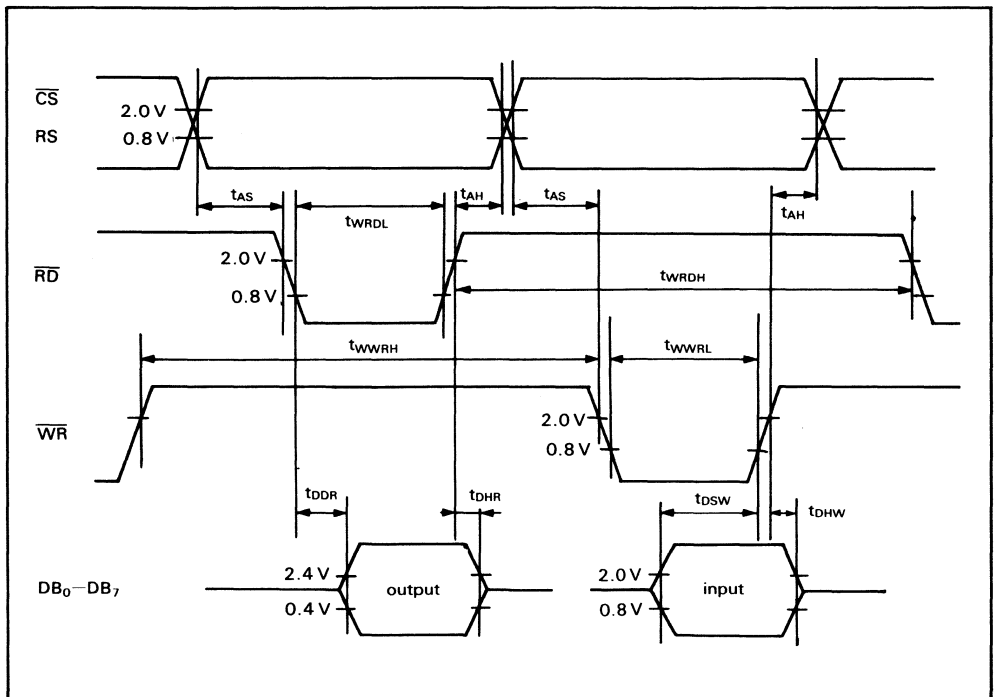 CS
2.0 V
RS
0.8 V
tAS
tWRDL
tAH
tAS
tAH
RD
2.0 V
0.8 V
tWRDH
tWWRH
tWWRL
WR
2.0 V
0.8 V
tDDR
tDHR
tDSW
tDHW
DB0—DB7
2.4 V
0.4 V
output
2.0 V
0.8 V
input